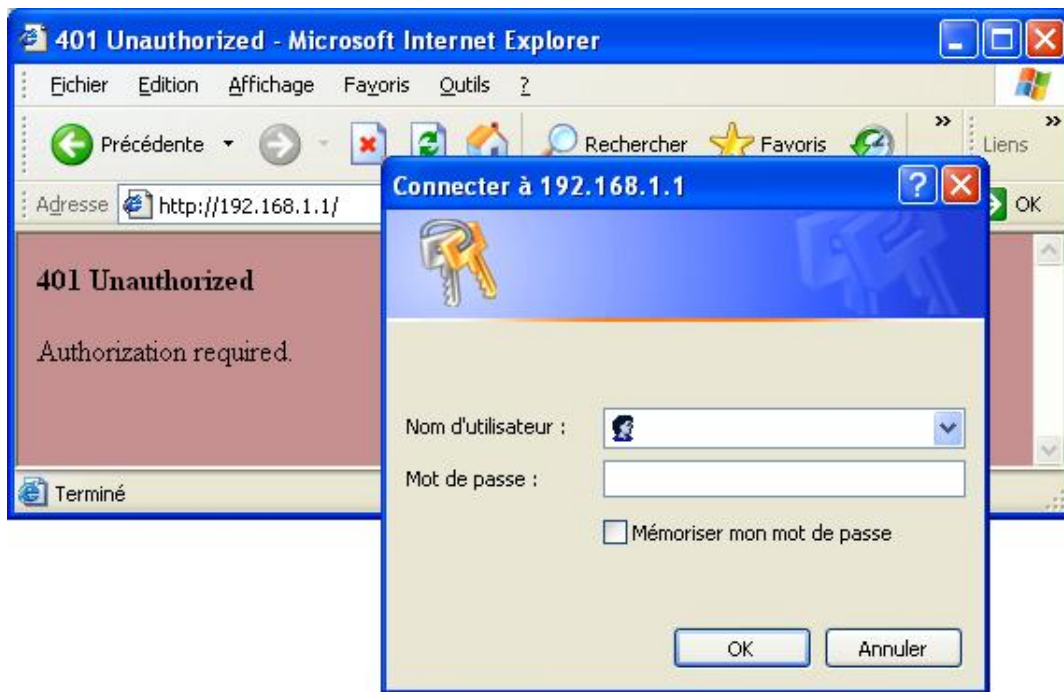 401 Unauthorized - Microsoft Internet Explorer
Fichier Edition Affichage Favoris Outils ?
Précédente Rechercher Favoris » Liens »
Connecter à 192.168.1.1
Adresse http://192.168.1.1/ OK
401 Unauthorized
Authorization required.
Nom d'utilisateur :
Mot de passe :
Mémoriser mon mot de passe
Terminé
OK Annuler